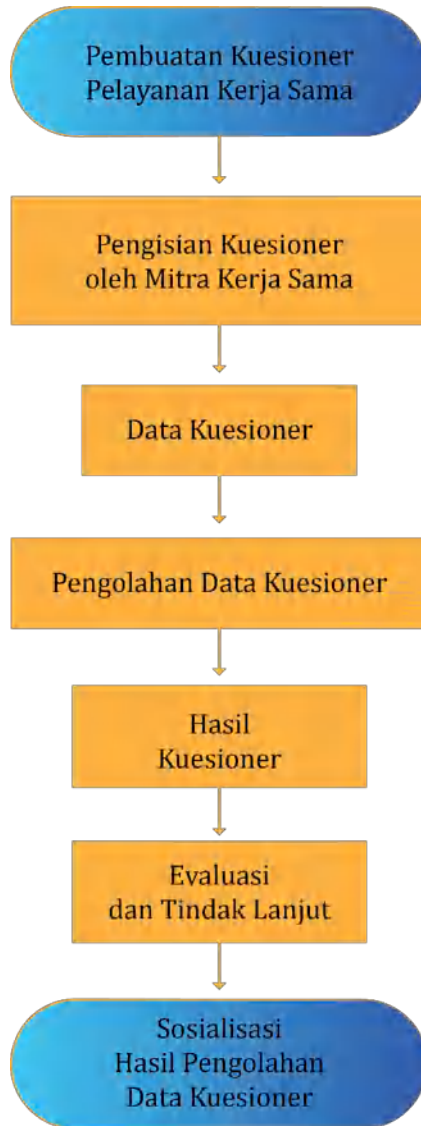 Pembuatan Kuesioner
Pelayanan Kerja Sama
Pengisian Kuesioner
oleh Mitra Kerja Sama
Data Kuesioner
Pengolahan Data Kuesioner
Hasil
Kuesioner
Evaluasi
dan Tindak Lanjut
Sosialisasi
Hasil Pengolahan
Data Kuesioner